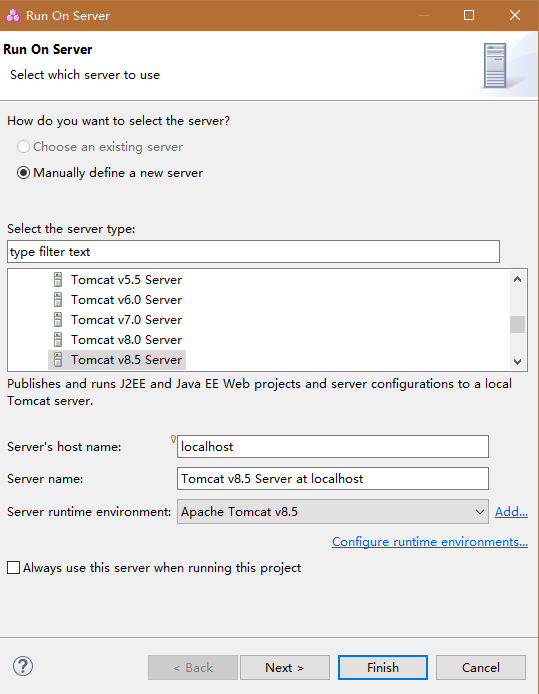 Run On Server
Run On Server
Select which server to use
How do you want to select the server?
Choose an existing server
Manually define a new server
Select the server type:
type filter text
Tomcat v5.5 Server
Tomcat v6.0 Server
Tomcat v7.0 Server
Tomcat v8.0 Server
Tomcat v8.5 Server
Publishes and runs J2EE and Java EE Web projects and server configurations to a local
Tomcat server.
Server's host name: localhost
Server name: Tomcat v8.5 Server at localhost
Server runtime environment: Apache Tomcat v8.5 Add...
Configure runtime environments...
Always use this server when running this project
? < Back Next > Finish Cancel